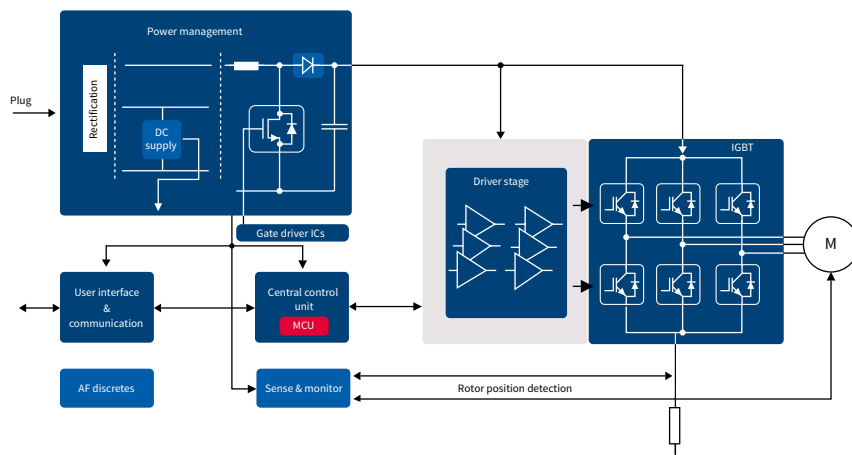 Power management
Plug
Rectification
DC
supply
Gate driver ICs
IGBT
Driver stage
M
User interface
&
communication
Central control
unit
MCU
AF discretes
Sense & monitor
Rotor position detection